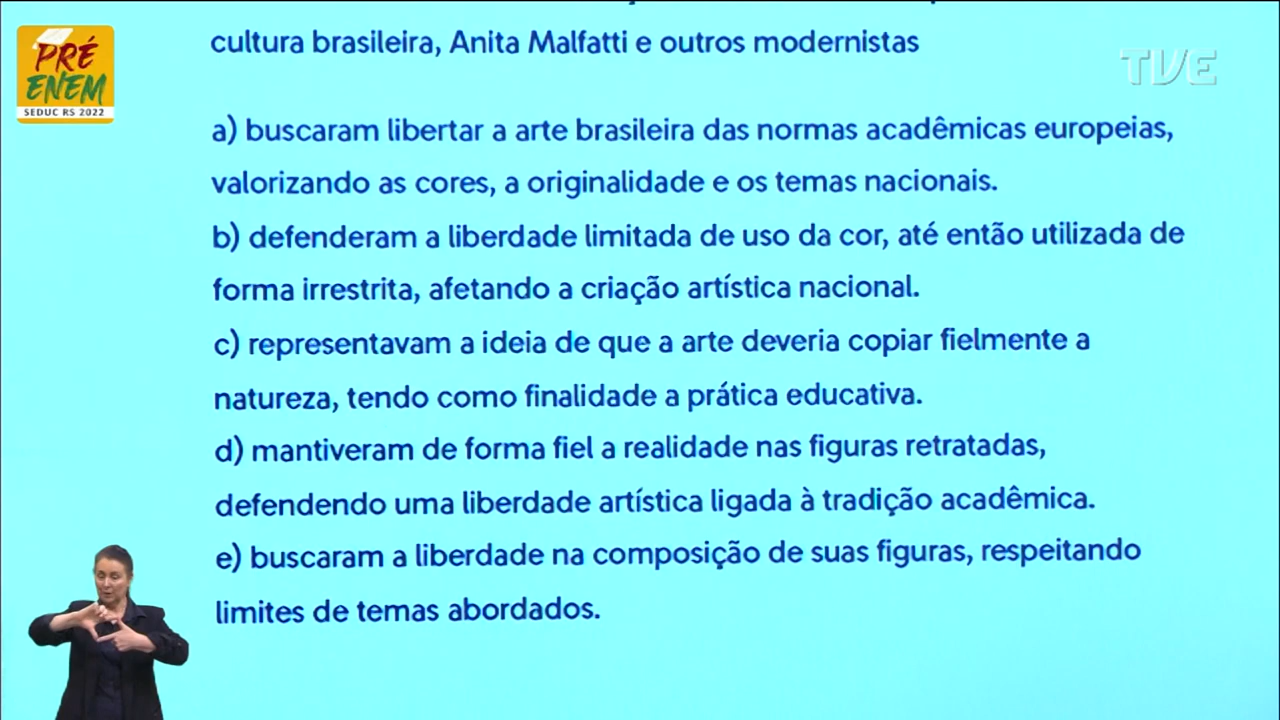 PRÉ
ENEM
SEDUC RS 2022
TVE
cultura brasileira, Anita Malfatti e outros modernistas
a) buscaram libertar a arte brasileira das normas acadêmicas europeias,
valorizando as cores, a originalidade e os temas nacionais.
b) defenderam a liberdade limitada de uso da cor, até então utilizada de
forma irrestrita, afetando a criação artística nacional.
c) representavam a ideia de que a arte deveria copiar fielmente a
natureza, tendo como finalidade a prática educativa.
d) mantiveram de forma fiel a realidade nas figuras retratadas,
defendendo uma liberdade artística ligada à tradição acadêmica.
e) buscaram a liberdade na composição de suas figuras, respeitando
limites de temas abordados.